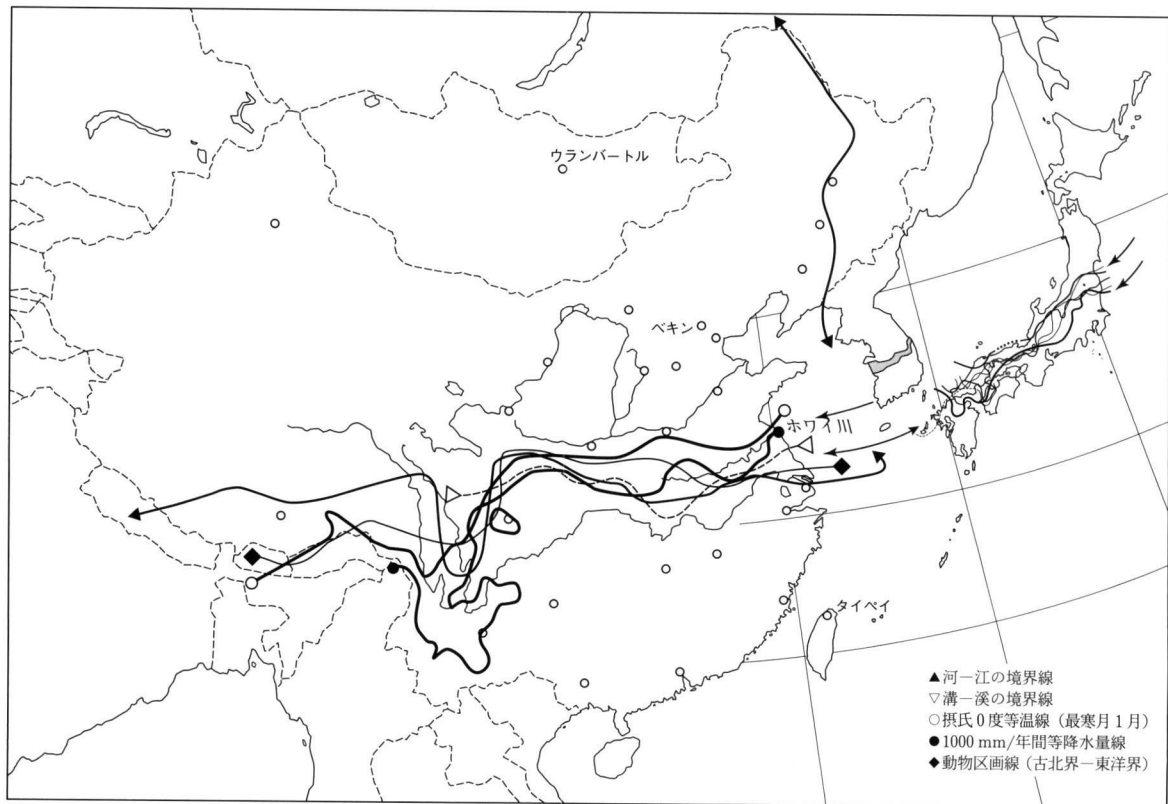 ウランバートル
ペキン
ホワイ川
タイペイ
▲河―江の境界線
▽溝―溪の境界線
○摂氏0度等温線(最寒月1月)
●1000 mm/年間等降水量線
◆動物区画線(古北界―東洋界)